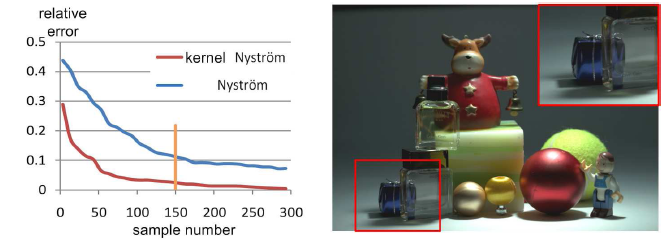 relative
error
0.5
0.4
0.3
0.2
0.1
0
kernel Nyström
Nyström
0 50 100 150 200 250 300
sample number